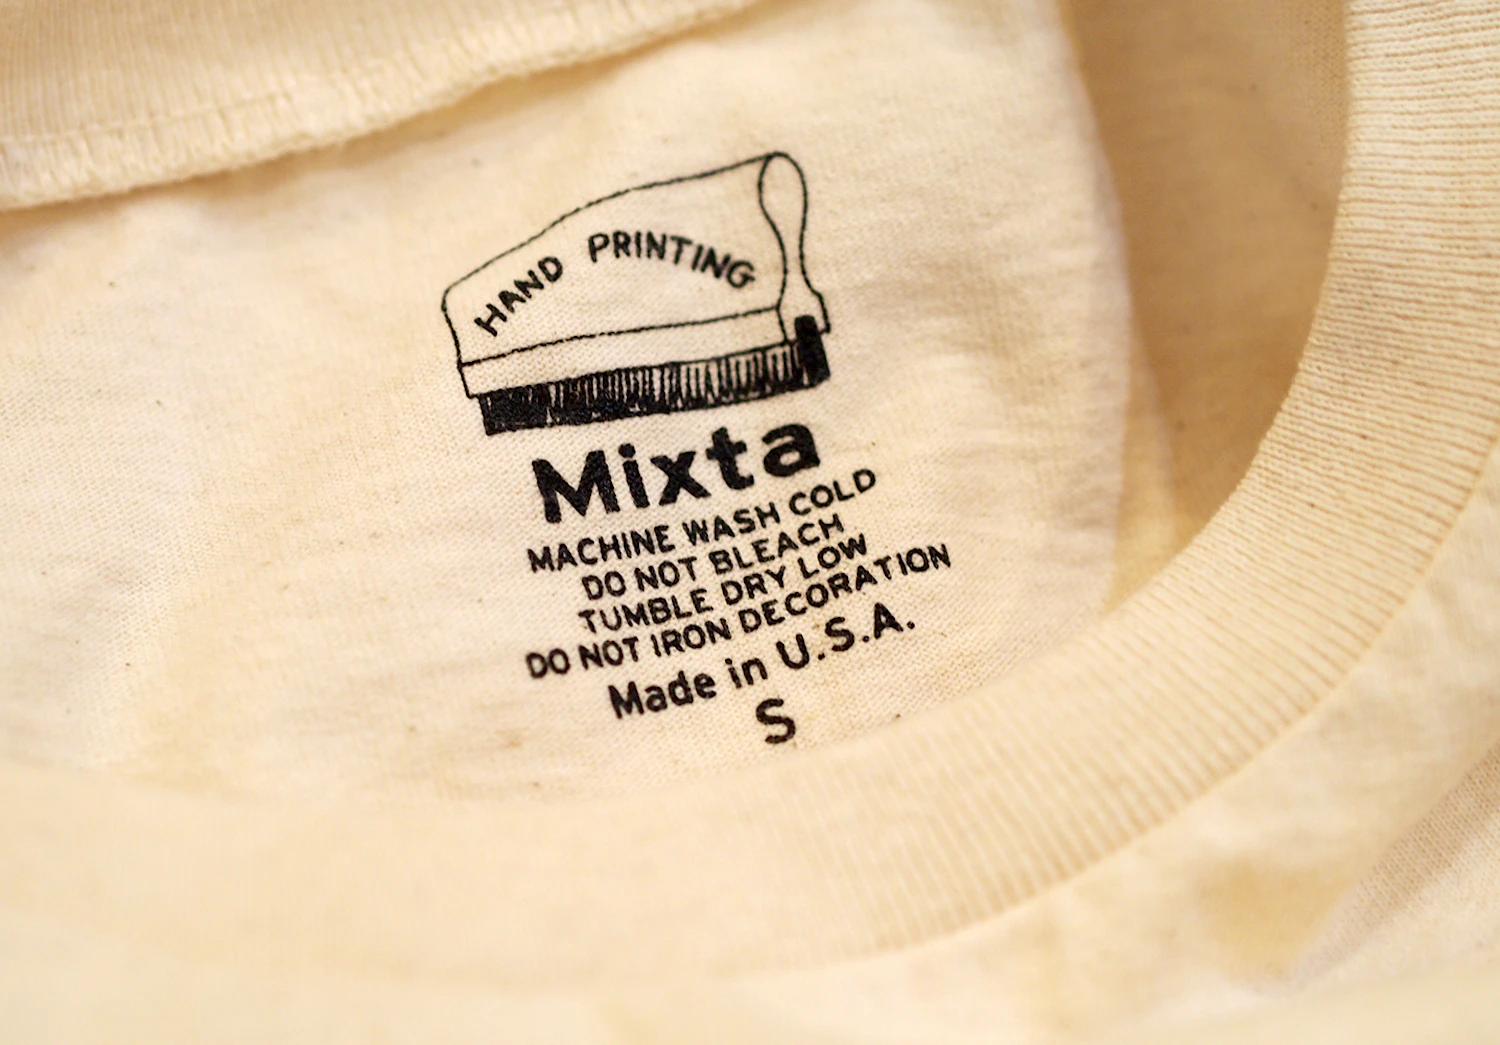 HAND PRINTING
Mixta
MACHINE WASH COLD
DO NOT BLEACH
TUMBLE DRY LOW
DO NOT IRON DECORATION
Made in U.S.A.
S